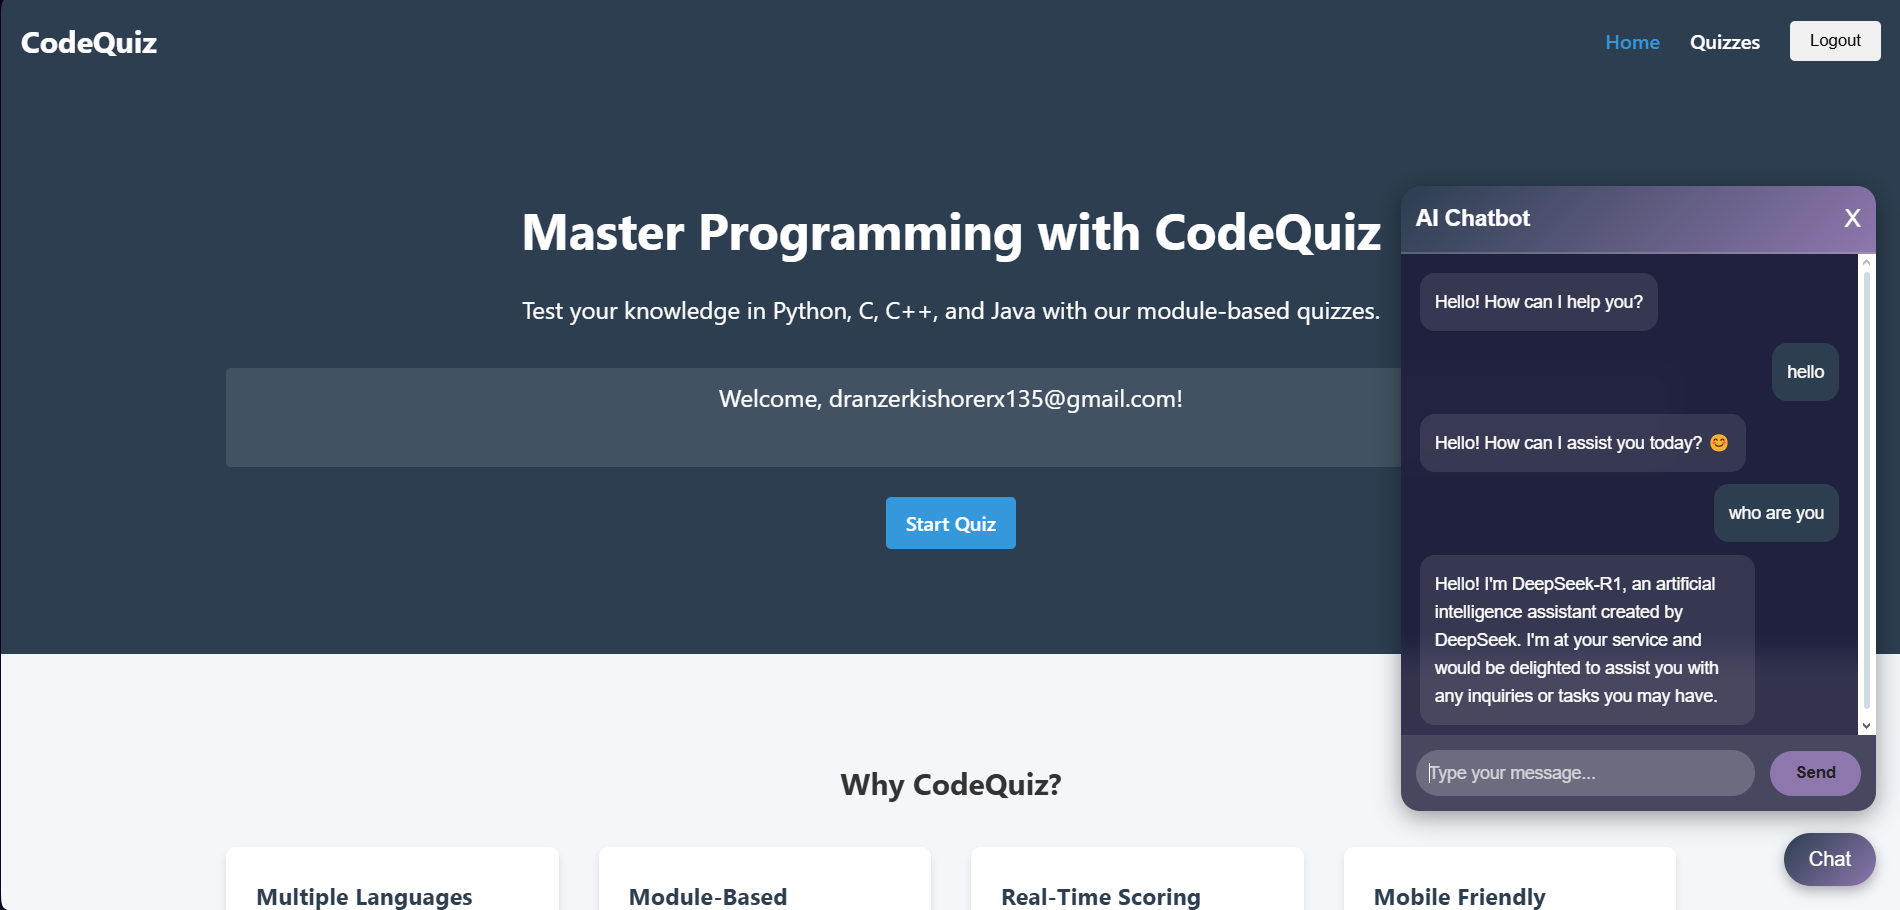 CodeQuiz
Home
Quizzes
Logout
Master Programming with CodeQuiz
Test your knowledge in Python, C, C++, and Java with our module-based quizzes.
Welcome, dranzerkishorerx135@gmail.com!
Start Quiz
Why CodeQuiz?
Multiple Languages
Module-Based
Real-Time Scoring
Mobile Friendly
AI Chatbot
X
Hello! How can I help you?
hello
Hello! How can I assist you today? 😊
who are you
Hello! I'm DeepSeek-R1, an artificial
intelligence assistant created by
DeepSeek. I'm at your service and
would be delighted to assist you with
any inquiries or tasks you may have.
Type your message...
Send
Chat